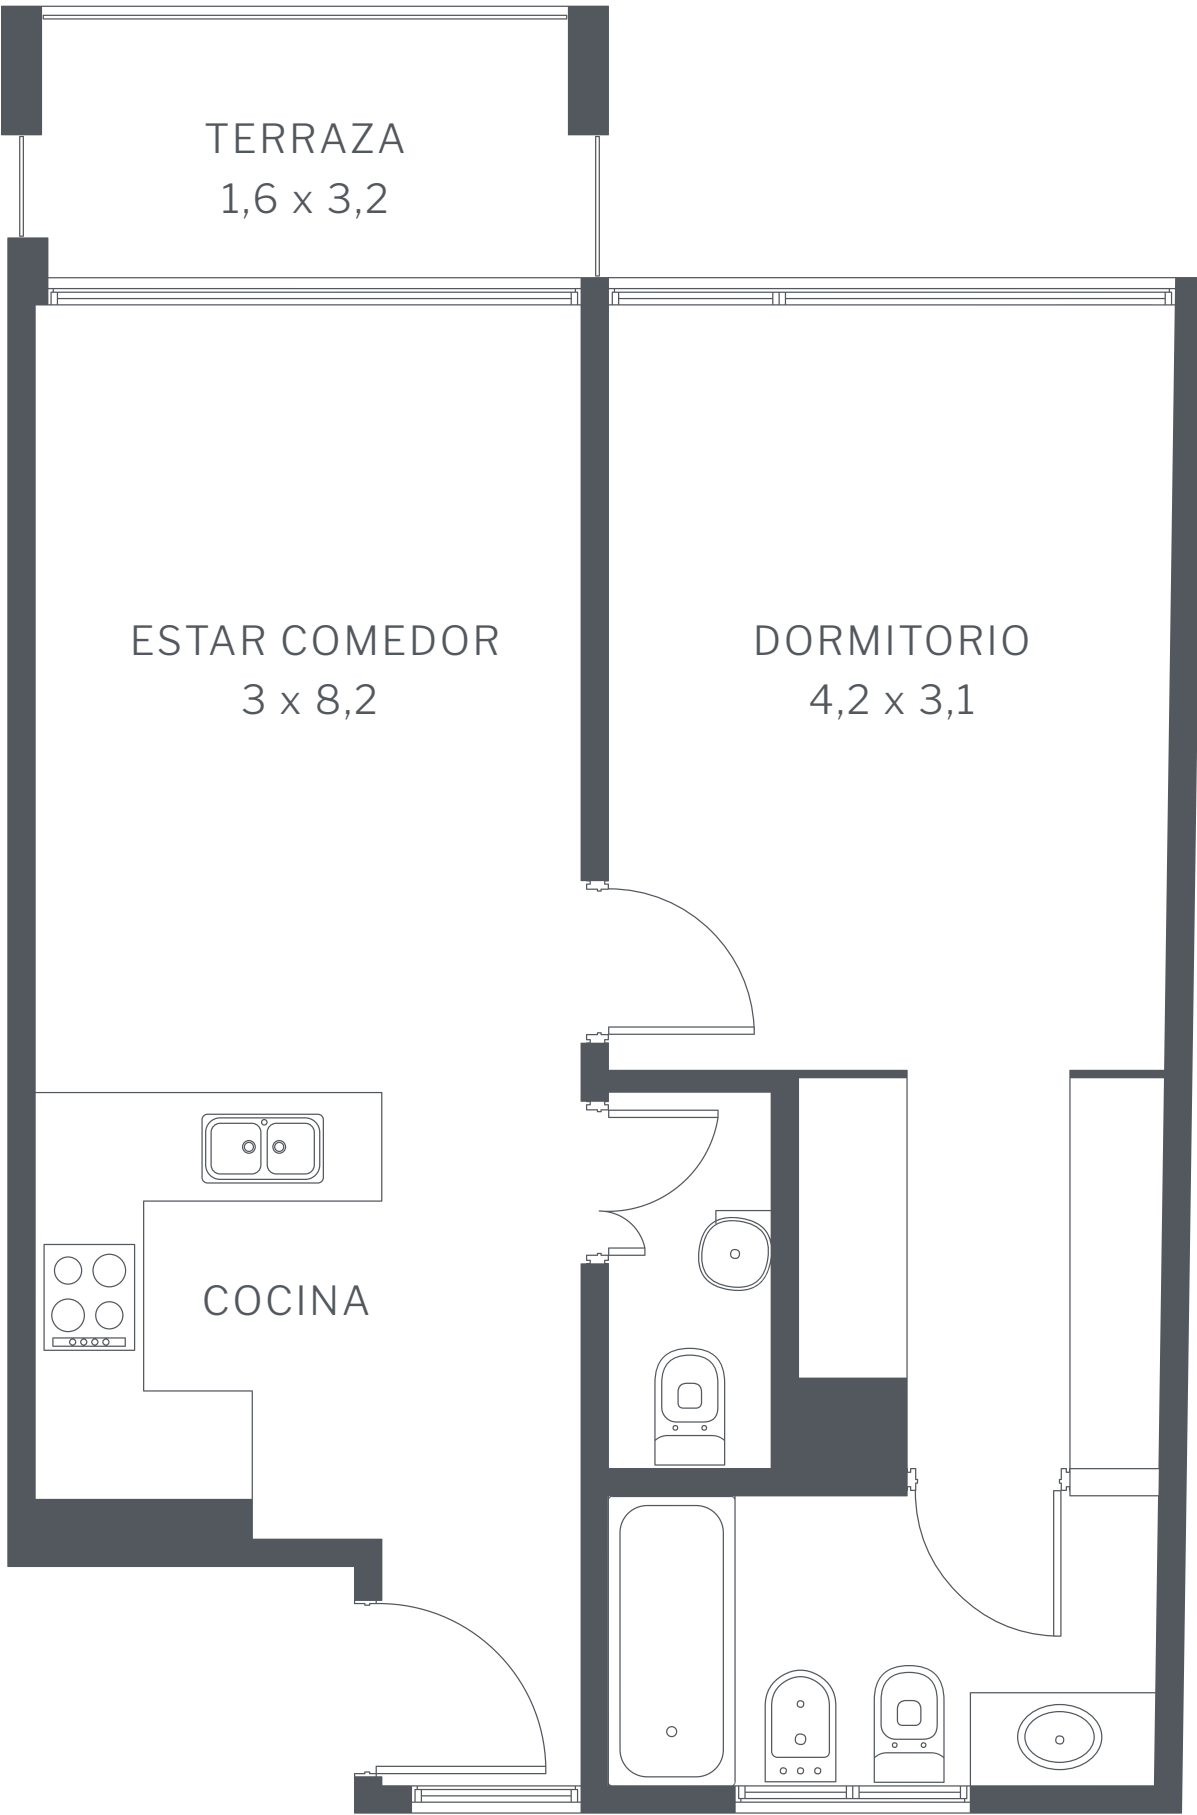 TERRAZA
1,6 x 3,2
ESTAR COMEDOR
3 x 8,2
DORMITORIO
4,2 x 3,1
COCINA